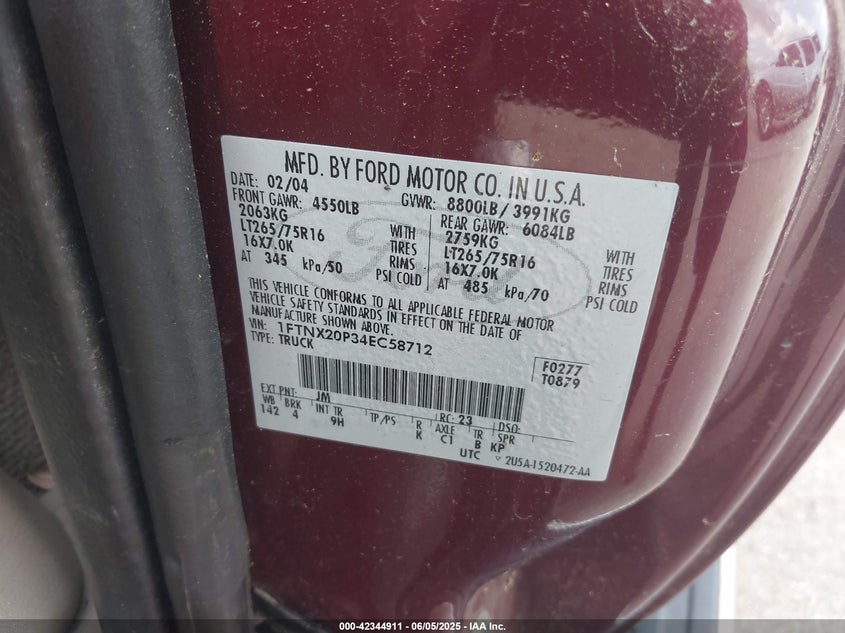 MFD. BY FORD MOTOR CO. IN U.S.A.
DATE: 02/04 GVWR: 8800LB/ 3991KG
FRONT GAWR: 4550LB REAR GAWR: 6084LB
2063KG WITH 2759KG WITH
LT265/75R16 TIRES LT265/75R16 TIRES
16X7.0K RIMS 16X7.0K RIMS
AT 345 kPa/50 PSI COLD AT 485 kPa/70 PSI COLD
THIS VEHICLE CONFORMS TO ALL APPLICABLE FEDERAL MOTOR
VEHICLE SAFETY STANDARDS IN EFFECT ON THE DATE OF
MANUFACTURE SHOWN ABOVE.
VIN: 1FTNX20P34EC58712
TYPE: TRUCK
F0277
T0879
EXT PNT: JM RC: 23 DSO:
WB BRK INT TR TP/PS R AXLE TR SPR
142 4 9H K C1 B KP
UTC
2U5A-1520472-AA
Ford
000-42344911 - 06/05/2025 - IAA Inc.